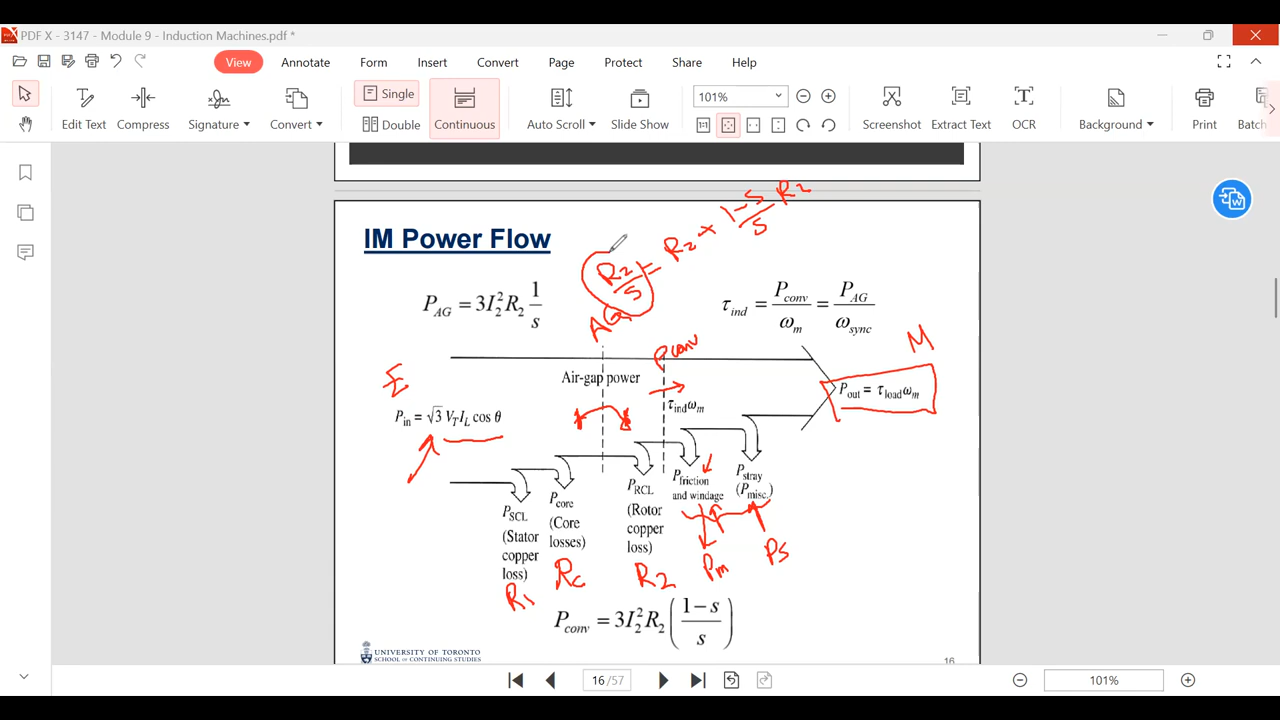 PDF X - 3147 - Module 9 - Induction Machines.pdf *
View Annotate Form Insert Convert Page Protect Share Help
Single 101%
Double
Edit Text Compress Signature Convert Continuous Auto Scroll Slide Show Screenshot Extract Text OCR Background Print Batch
IM Power Flow
R2/s = R2 + 1-s/s R2
P_AG = 3I_2^2 R_2 1/s
τ_ind = P_conv/ω_m = P_AG/ω_sync
AG
Pconv
M
E
Air-gap power
P_in = √3 V_T I_L cos θ
τ_ind ω_m
P_out = τ_load ω_m
P_SCL
(Stator
copper
loss)
P_core
(Core
losses)
P_RCL
(Rotor
copper
loss)
P_friction
and windage
P_stray
(P_misc.)
R1
Rc
R2
Pm
Ps
P_conv = 3I_2^2 R_2 (1-s/s)
UNIVERSITY OF TORONTO
SCHOOL OF CONTINUING STUDIES
16
16 /57
101%